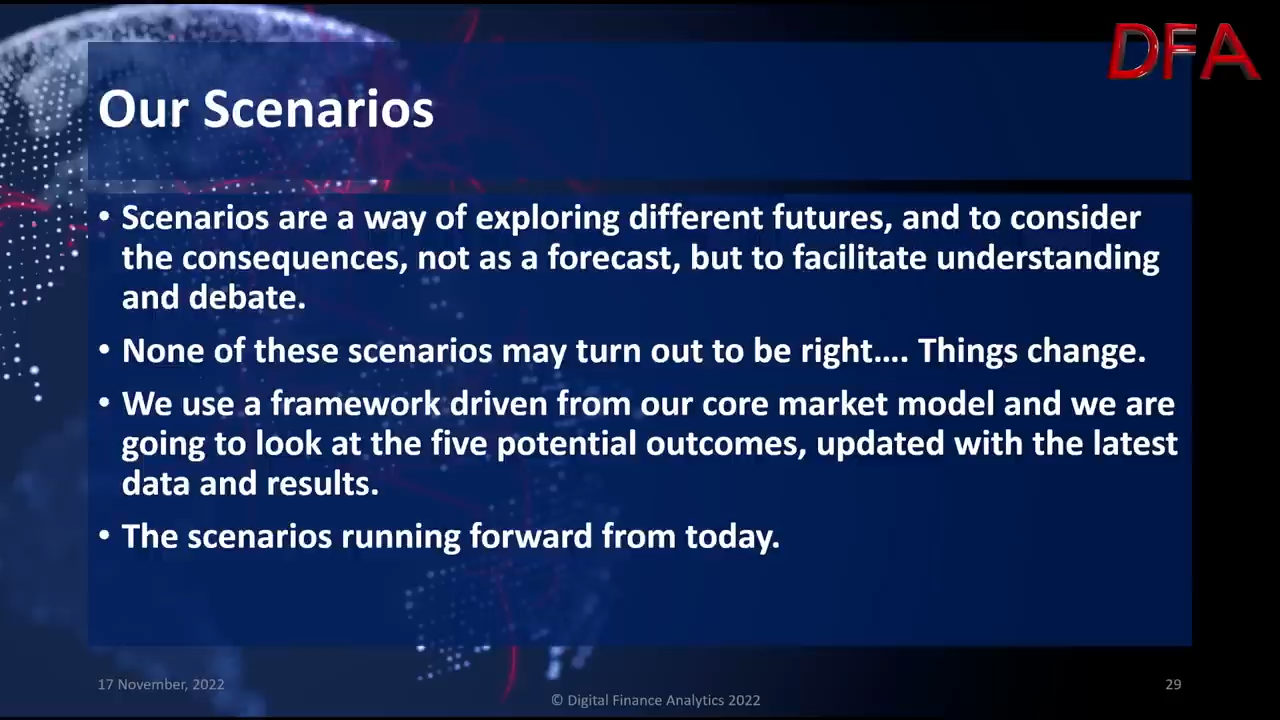 DFA
Our Scenarios
• Scenarios are a way of exploring different futures, and to consider
the consequences, not as a forecast, but to facilitate understanding
and debate.
• None of these scenarios may turn out to be right…. Things change.
• We use a framework driven from our core market model and we are
going to look at the five potential outcomes, updated with the latest
data and results.
• The scenarios running forward from today.
17 November, 2022
© Digital Finance Analytics 2022
29